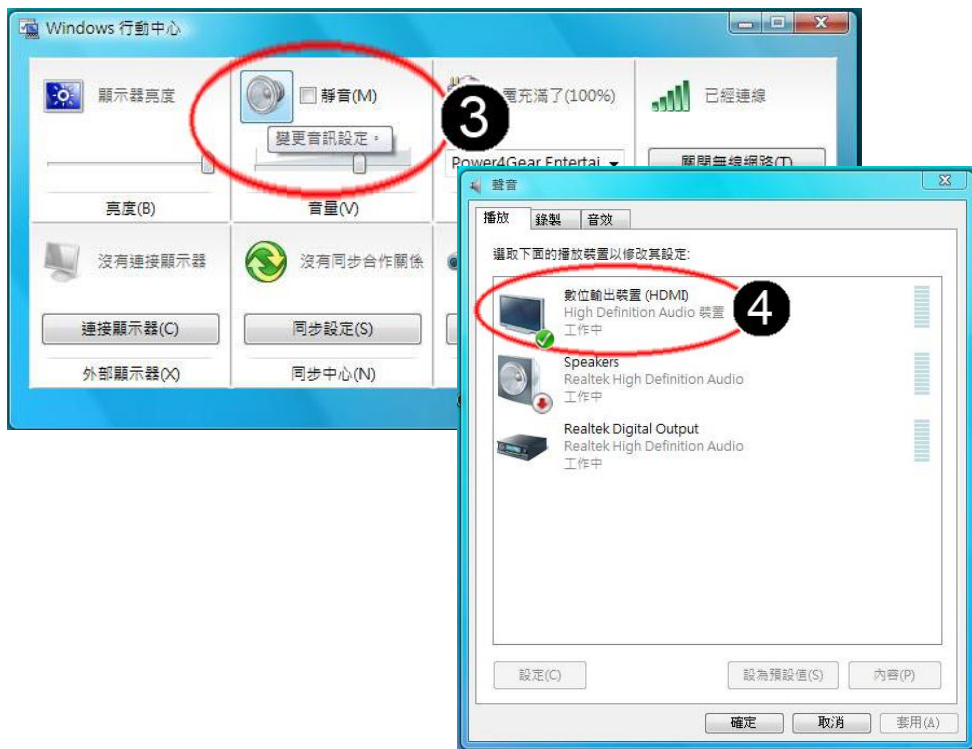 Windows 行動中心
顯示器亮度
靜音(M)
電充滿了(100%)
已經連線
變更音訊設定。
3
Power4Gear Entertai
關閉無線網路(T)
亮度(B)
音量(V)
沒有連接顯示器
沒有同步合作關係
連接顯示器(C)
同步設定(S)
外部顯示器(X)
同步中心(N)
聲音
播放
錄製
音效
選取下面的播放裝置以修改其設定:
數位輸出裝置 (HDMI)
High Definition Audio 裝置
工作中
4
Speakers
Realtek High Definition Audio
工作中
Realtek Digital Output
Realtek High Definition Audio
工作中
設定(C)
設為預設值(S)
內容(P)
確定
取消
套用(A)